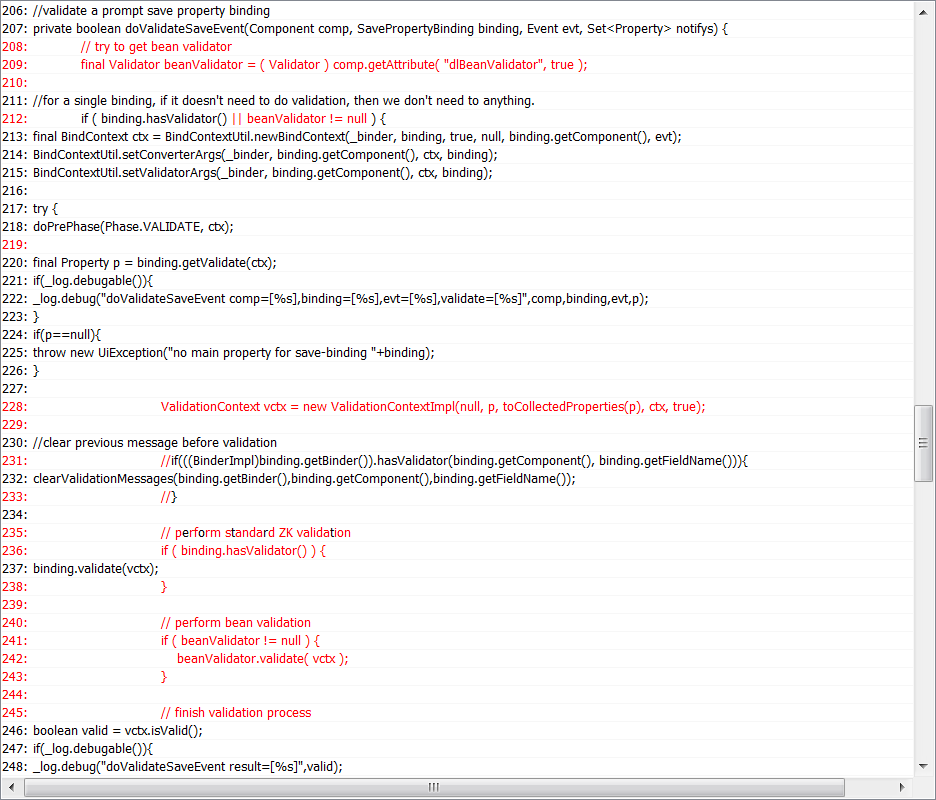 206: //validate a prompt save property binding
207: private boolean doValidateSaveEvent(Component comp, SavePropertyBinding binding, Event evt, Set<Property> notifys) {
208: // try to get bean validator
209: final Validator beanValidator = ( Validator ) comp.getAttribute( "dlBeanValidator", true );
210:
211: //for a single binding, if it doesn't need to do validation, then we don't need to anything.
212: if ( binding.hasValidator() || beanValidator != null ) {
213: final BindContext ctx = BindContextUtil.newBindContext(_binder, binding, true, null, binding.getComponent(), evt);
214: BindContextUtil.setConverterArgs(_binder, binding.getComponent(), ctx, binding);
215: BindContextUtil.setValidatorArgs(_binder, binding.getComponent(), ctx, binding);
216:
217: try {
218: doPrePhase(Phase.VALIDATE, ctx);
219:
220: final Property p = binding.getValidate(ctx);
221: if(_log.debugable()){
222: _log.debug("doValidateSaveEvent comp=[%s],binding=[%s],evt=[%s],validate=[%s]",comp,binding,evt,p);
223: }
224: if(p==null){
225: throw new UiException("no main property for save-binding "+binding);
226: }
227:
228: ValidationContext vctx = new ValidationContextImpl(null, p, toCollectedProperties(p), ctx, true);
229:
230: //clear previous message before validation
231: //if(((BinderImpl)binding.getBinder()).hasValidator(binding.getComponent(), binding.getFieldName())){
232: clearValidationMessages(binding.getBinder(),binding.getComponent(),binding.getFieldName());
233: //}
234:
235: // perform standard ZK validation
236: if ( binding.hasValidator() ) {
237: binding.validate(vctx);
238: }
239:
240: // perform bean validation
241: if ( beanValidator != null ) {
242: beanValidator.validate( vctx );
243: }
244:
245: // finish validation process
246: boolean valid = vctx.isValid();
247: if(_log.debugable()){
248: _log.debug("doValidateSaveEvent result=[%s]",valid);